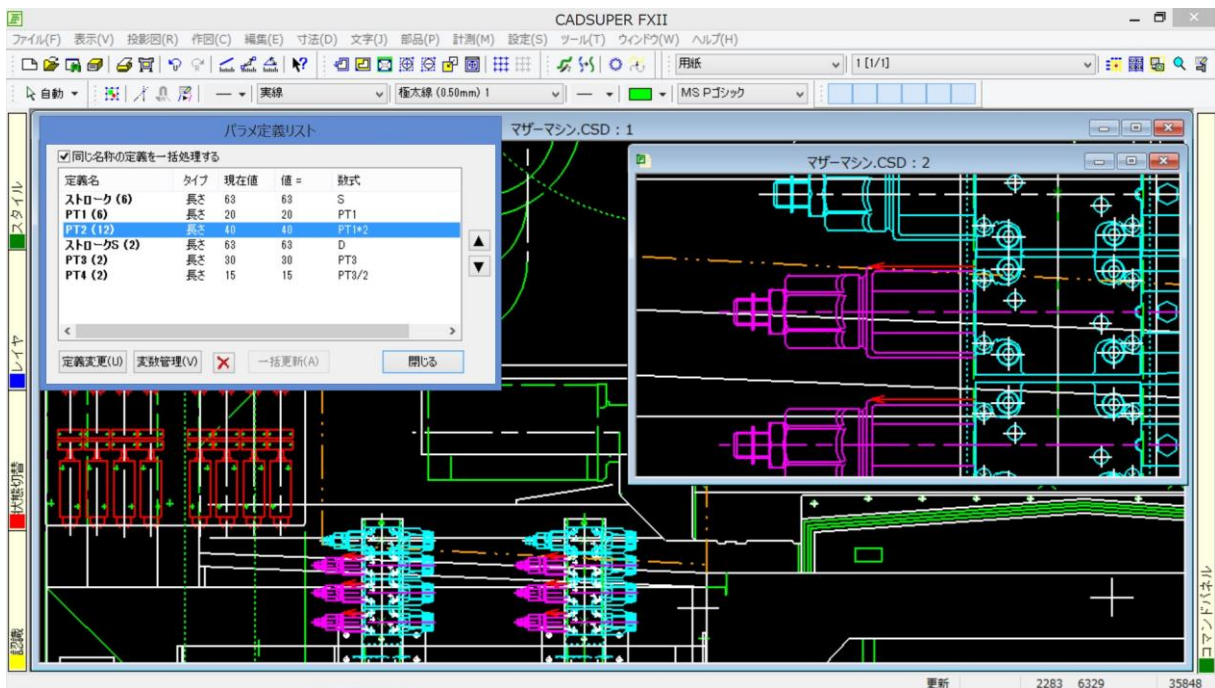 CADSUPER FXII
ファイル(F) 表示(V) 投影図(R) 作図(C) 編集(E) 寸法(D) 文字(J) 部品(P) 計測(M) 設定(S) ツール(T) ウィンドウ(W) ヘルプ(H)
用紙 1 [1/1]
自動 実線 極太線 (0.50mm) 1 MS Pゴシック
パラメ定義リスト
マザーマシン.CSD : 1
同じ名称の定義を一括処理する
定義名 タイプ 現在値 値 = 数式
ストローク (6) 長さ 63 63 S
PT1 (6) 長さ 20 20 PT1
PT2 (12) 長さ 40 40 PT1*2
ストロークS (2) 長さ 63 63 D
PT3 (2) 長さ 30 30 PT3
PT4 (2) 長さ 15 15 PT3/2
定義変更(U) 変数管理(V) 一括更新(A) 閉じる
マザーマシン.CSD : 2
スタイル
レイヤ
状態切替
認識
コマンドパネル
更新 2283 6329 35848